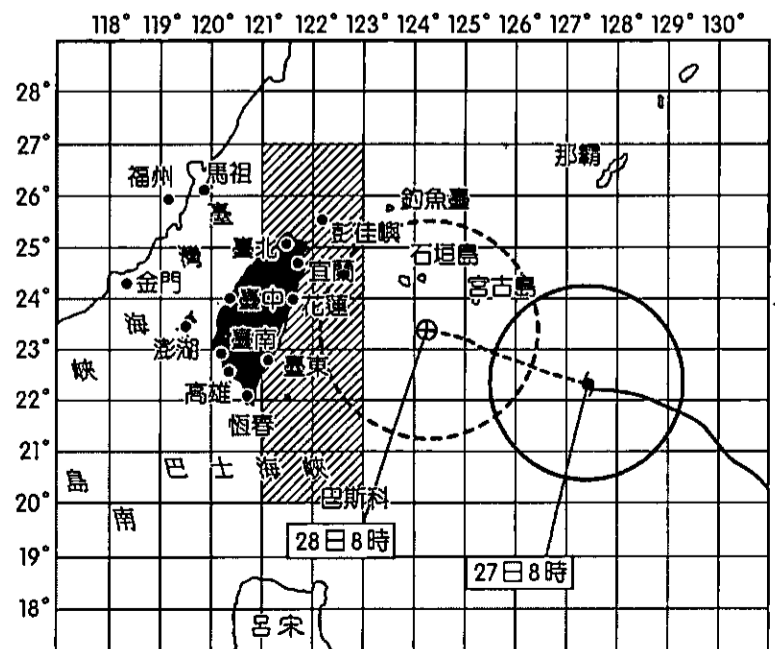 118° 119° 120° 121° 122° 123° 124° 125° 126° 127° 128° 129° 130°
28°
27°
26°
25°
24°
23°
22°
21°
20°
19°
18°
那霸
福州
馬祖
釣魚臺
彭佳嶼
臺北
石垣島
宜蘭
宮古島
金門
臺中
花蓮
臺灣海峽
澎湖
臺南
臺東
高雄
恆春
巴士海峽
巴斯科
南島
28日8時
27日8時
呂宋